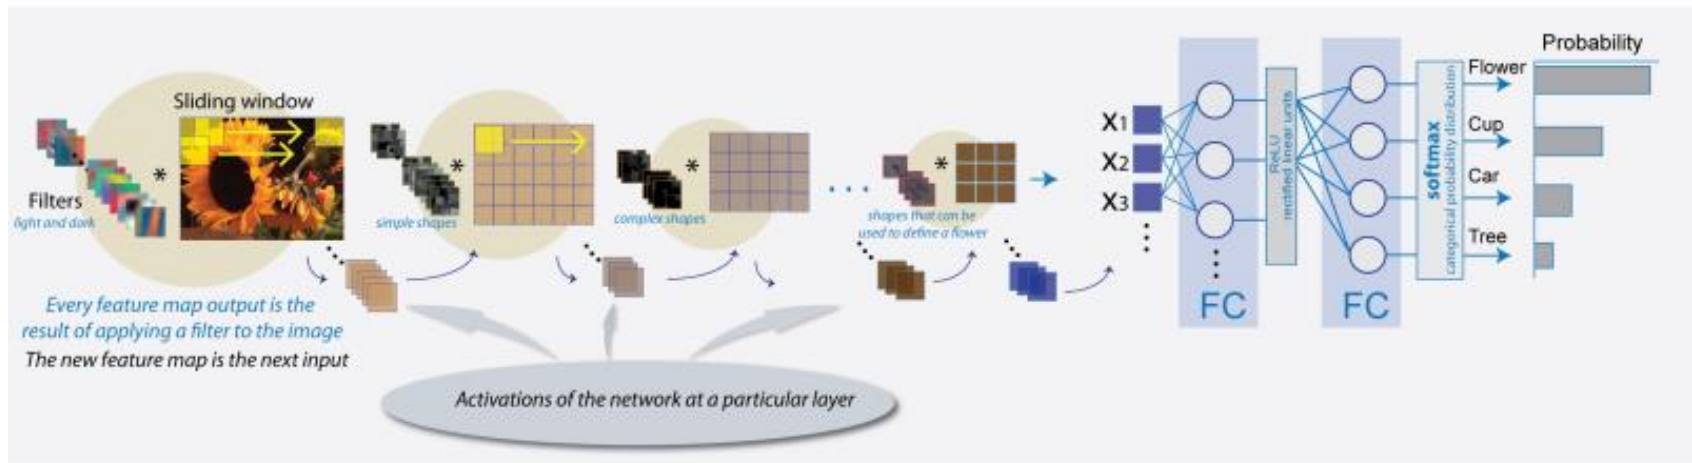 Sliding window
*
Filters
light and dark
*
simple shapes
*
complex shapes
...
*
shapes that can be
used to define a flower
Every feature map output is the
result of applying a filter to the image
The new feature map is the next input
Activations of the network at a particular layer
X1
X2
X3
FC
ReLU
rectified linear units
FC
softmax
categorical probability distribution
Probability
Flower
Cup
Car
Tree